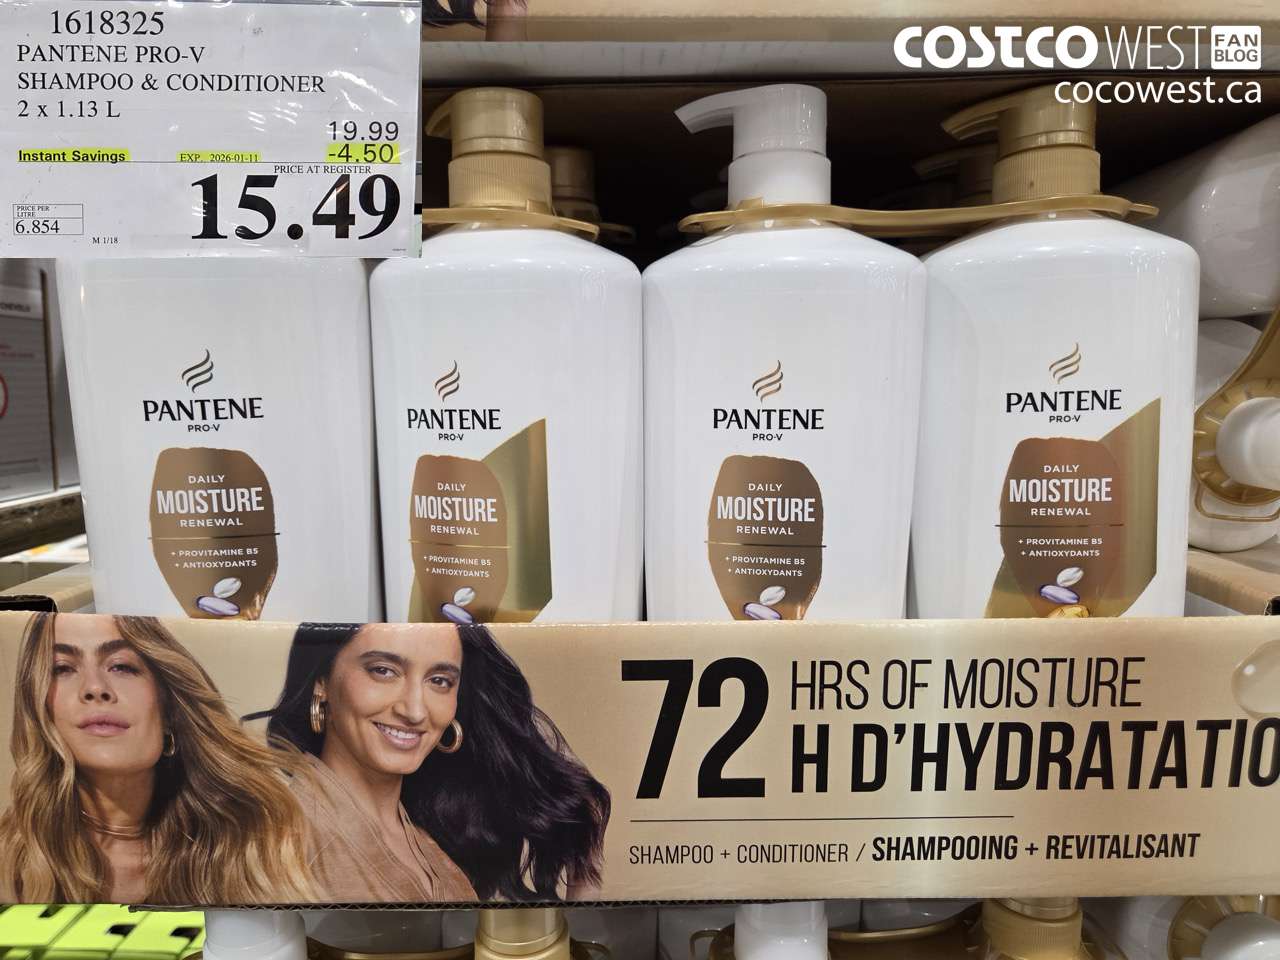 1618325
PANTENE PRO-V
SHAMPOO & CONDITIONER
2 x 1.13 L
19.99
Instant Savings EXP. 2026-01-11 -4.50
PRICE AT REGISTER
15.49
PRICE PER
LITRE
6.854
M 1/18
COSTCO WEST FAN BLOG
cocowest.ca
PANTENE
PRO-V
DAILY
MOISTURE
RENEWAL
+ PROVITAMINE B5
+ ANTIOXYDANTS
PANTENE
PRO-V
DAILY
MOISTURE
RENEWAL
+ PROVITAMINE B5
+ ANTIOXYDANTS
PANTENE
PRO-V
DAILY
MOISTURE
RENEWAL
+ PROVITAMINE B5
+ ANTIOXYDANTS
PANTENE
PRO-V
DAILY
MOISTURE
RENEWAL
+ PROVITAMINE B5
+ ANTIOXYDANTS
72 HRS OF MOISTURE
H D'HYDRATATIO
SHAMPOO + CONDITIONER / SHAMPOOING + REVITALISANT